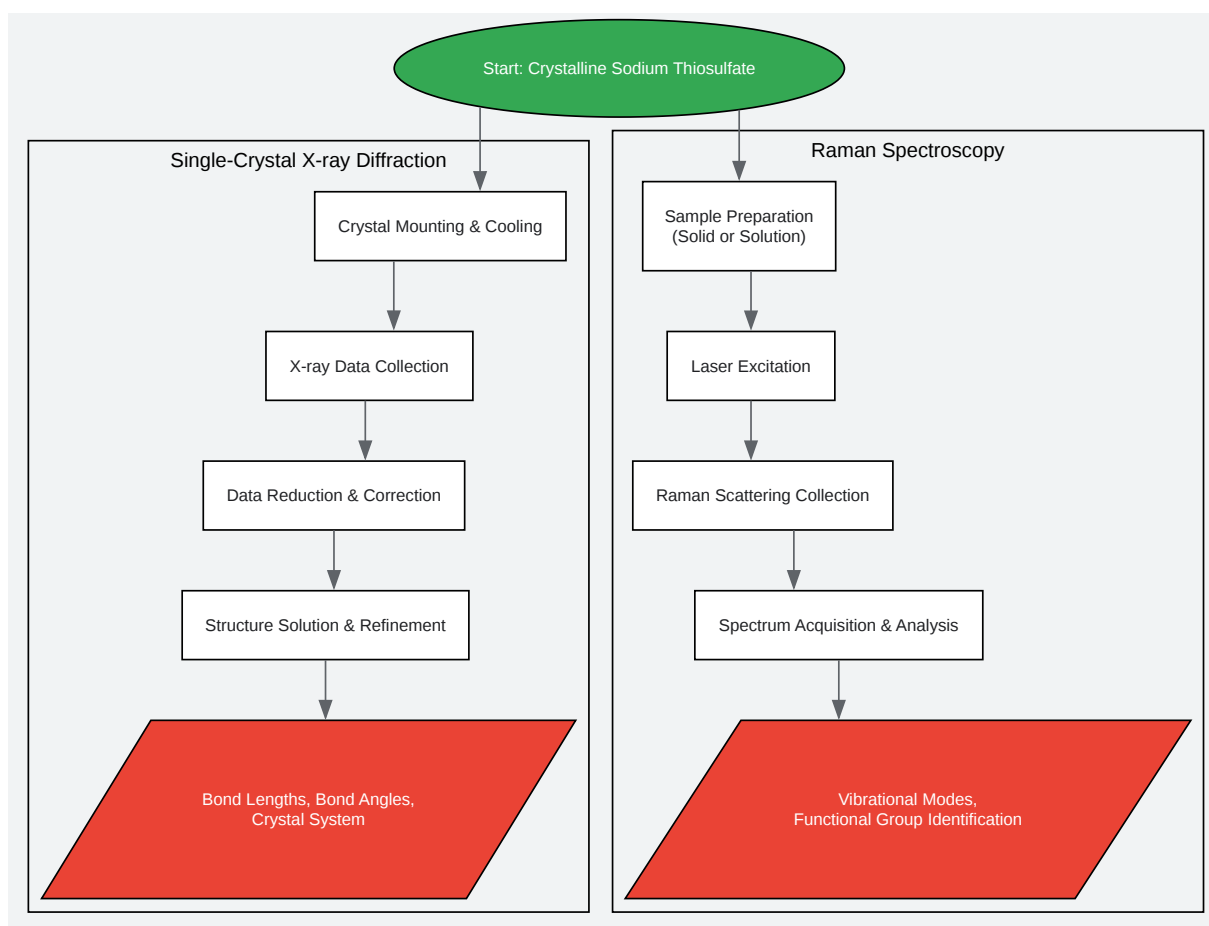 Start: Crystalline Sodium Thiosulfate
Single-Crystal X-ray Diffraction
Crystal Mounting & Cooling
X-ray Data Collection
Data Reduction & Correction
Structure Solution & Refinement
Bond Lengths, Bond Angles,
Crystal System
Raman Spectroscopy
Sample Preparation
(Solid or Solution)
Laser Excitation
Raman Scattering Collection
Spectrum Acquisition & Analysis
Vibrational Modes,
Functional Group Identification